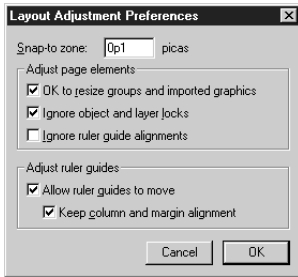 Layout Adjustment Preferences
Snap-to zone: 0p1 picas
Adjust page elements
OK to resize groups and imported graphics
Ignore object and layer locks
Ignore ruler guide alignments
Adjust ruler guides
Allow ruler guides to move
Keep column and margin alignment
Cancel OK